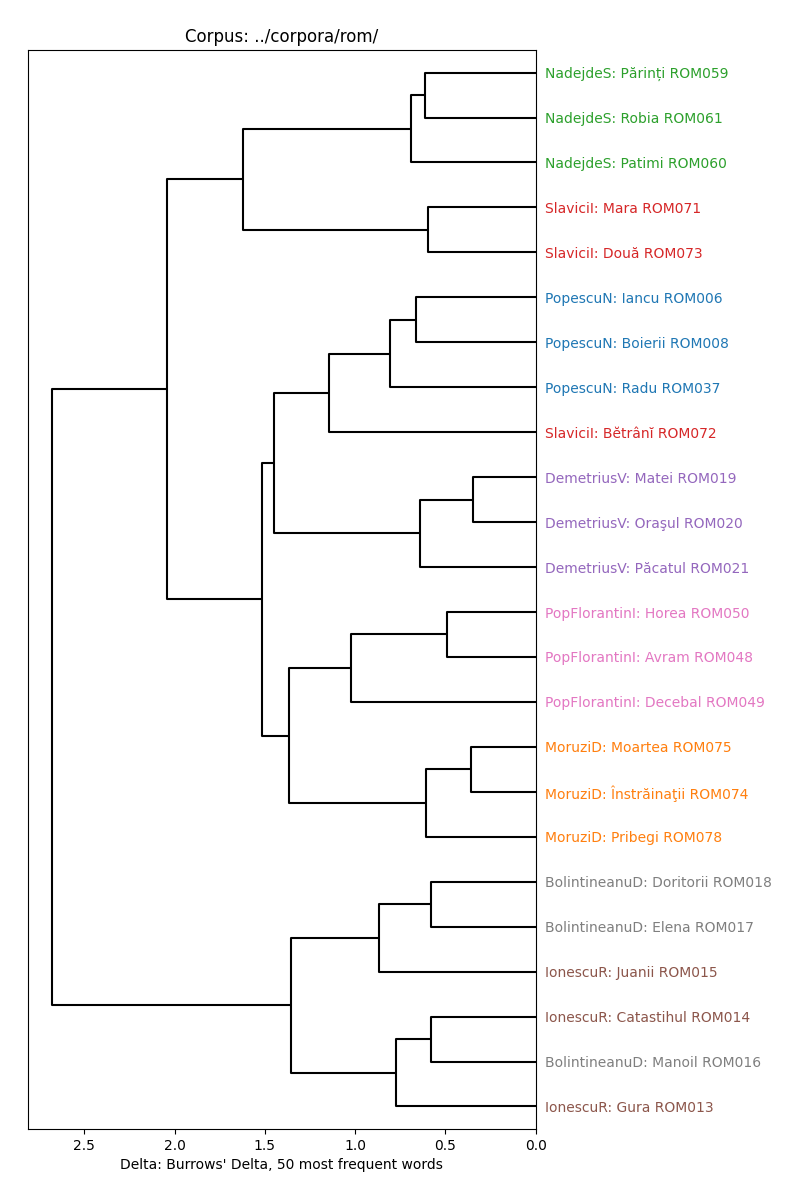 Corpus: ../corpora/rom/
NadejdeS: Părinți ROM059
NadejdeS: Robia ROM061
NadejdeS: Patimi ROM060
SlaviciI: Mara ROM071
SlaviciI: Două ROM073
PopescuN: Iancu ROM006
PopescuN: Boierii ROM008
PopescuN: Radu ROM037
SlaviciI: Bĕtrânĭ ROM072
DemetriusV: Matei ROM019
DemetriusV: Oraşul ROM020
DemetriusV: Păcatul ROM021
PopFlorantinI: Horea ROM050
PopFlorantinI: Avram ROM048
PopFlorantinI: Decebal ROM049
MoruziD: Moartea ROM075
MoruziD: Înstrăinaţii ROM074
MoruziD: Pribegi ROM078
BolintineanuD: Doritorii ROM018
BolintineanuD: Elena ROM017
IonescuR: Juanii ROM015
IonescuR: Catastihul ROM014
BolintineanuD: Manoil ROM016
IonescuR: Gura ROM013
2.5 2.0 1.5 1.0 0.5 0.0
Delta: Burrows' Delta, 50 most frequent words